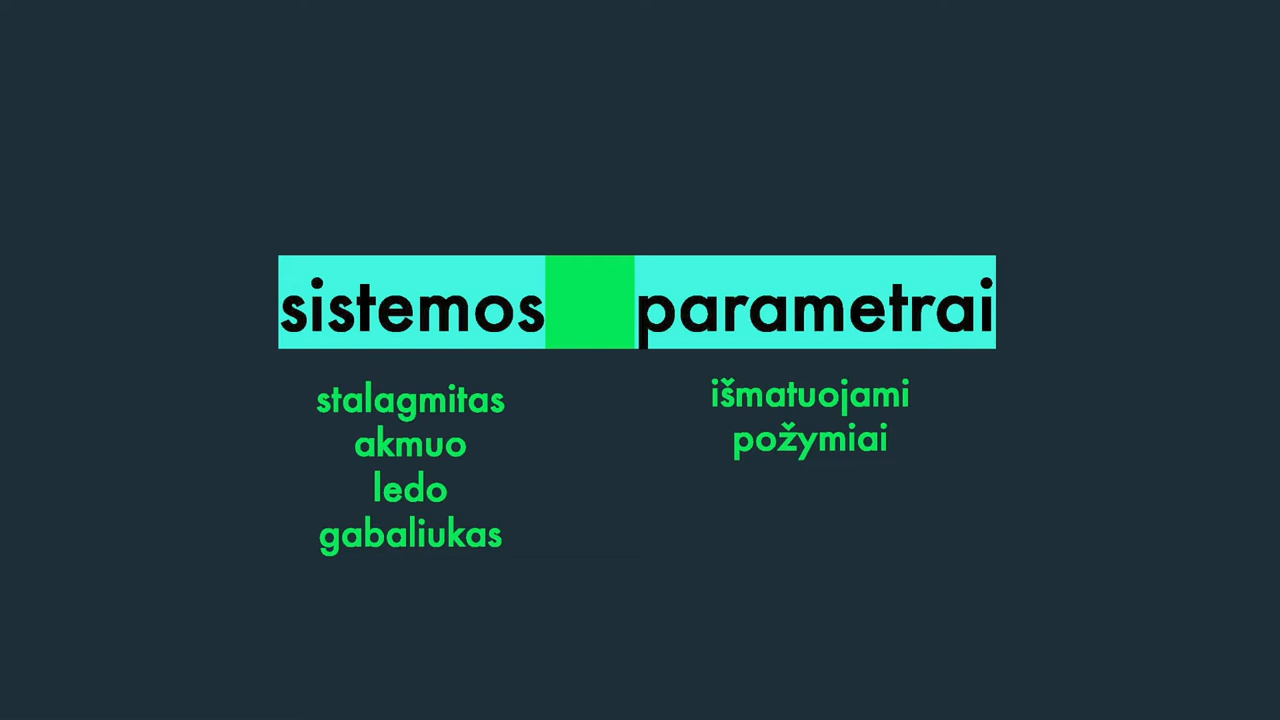 sistemos parametrai
stalagmitas
akmuo
ledo
gabaliukas
išmatuojami
požymiai